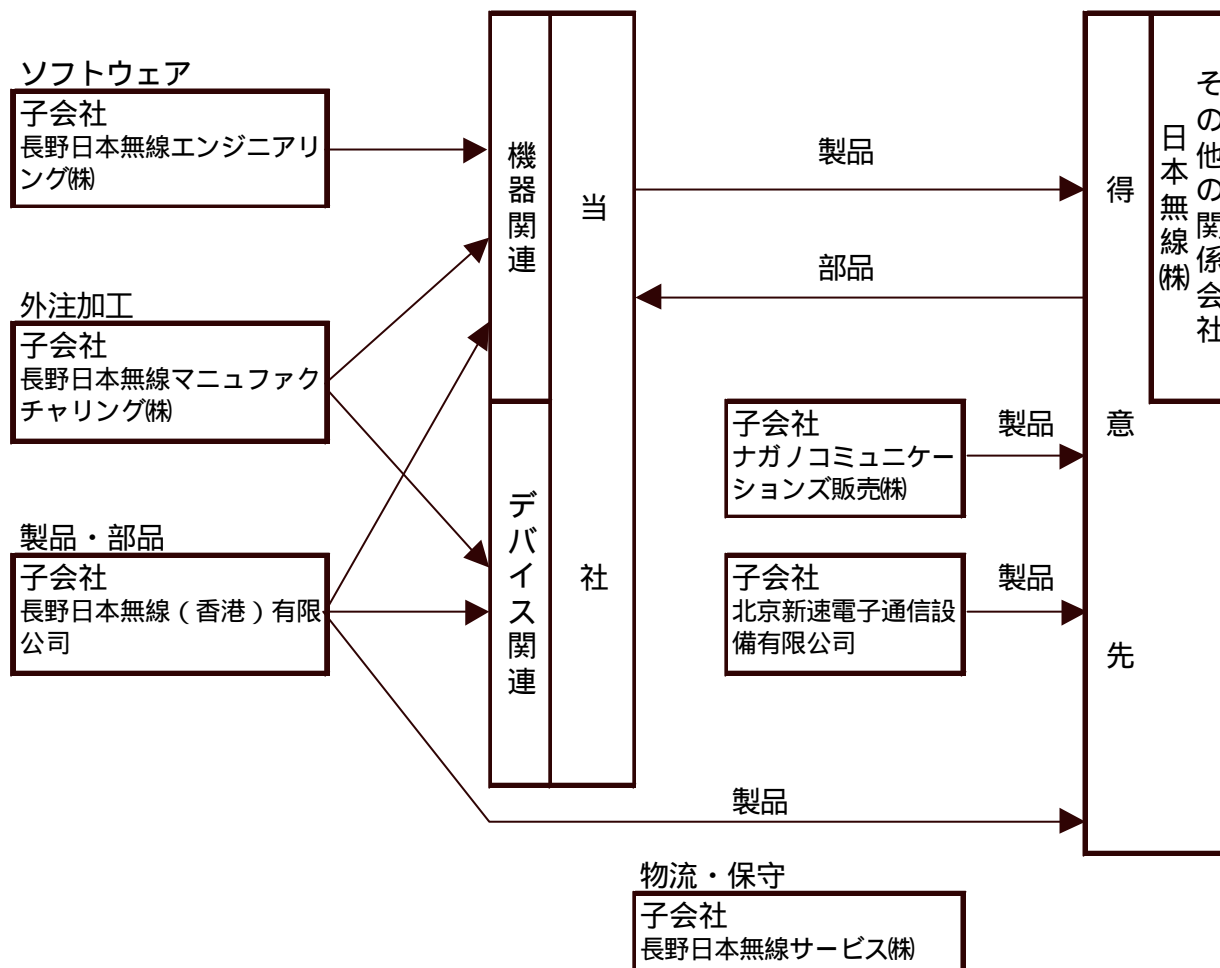 ソフトウェア
子会社
長野日本無線エンジニアリ
ング㈱
外注加工
子会社
長野日本無線マニュファク
チャリング㈱
製品・部品
子会社
長野日本無線（香港）有限
公司
機器関連
デバイス関連
当社
製品
部品
子会社
ナガノコミュニケー
ションズ販売㈱
製品
子会社
北京新速電子通信設
備有限公司
製品
製品
得意先
その他の関係会社
日本無線㈱
物流・保守
子会社
長野日本無線サービス㈱